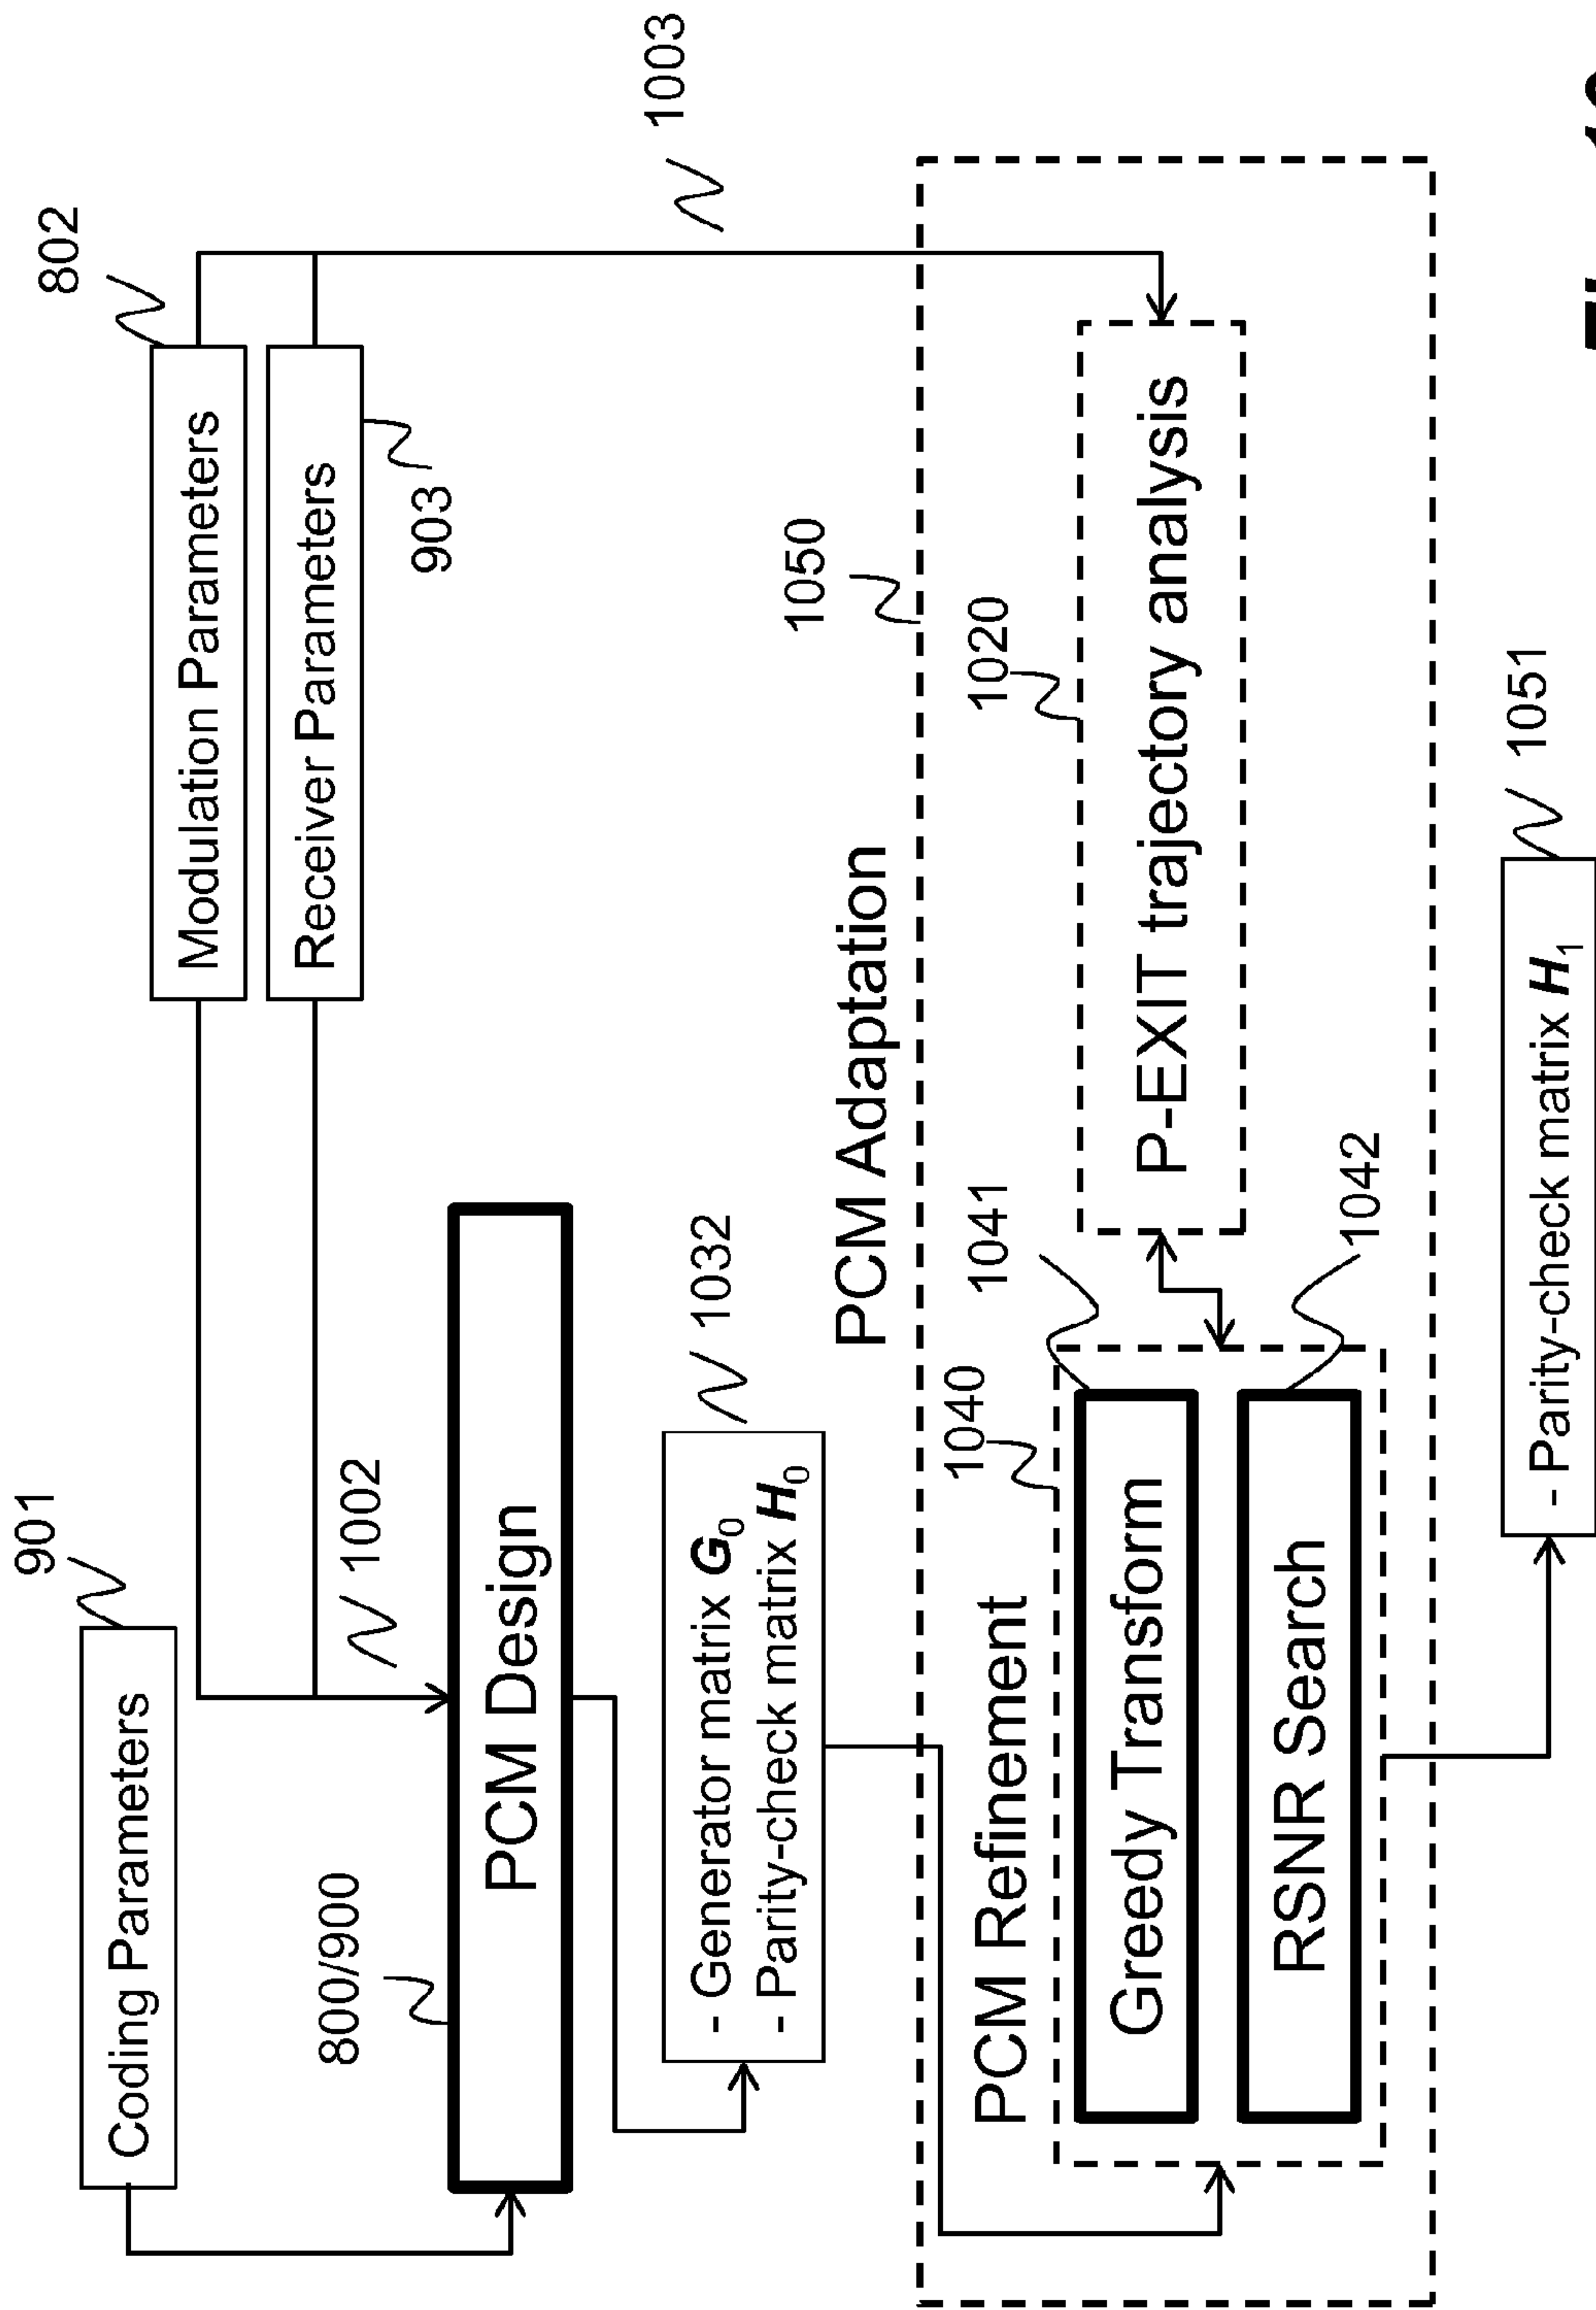 901
Coding Parameters
802
Modulation Parameters
Receiver Parameters
903
1002
1003
800/900
PCM Design
1032
- Generator matrix G0
- Parity-check matrix H0
PCM Adaptation
1050
PCM Refinement
1040
1041
Greedy Transform
RSNR Search
1042
1020
P-EXIT trajectory analysis
1051
- Parity-check matrix H1